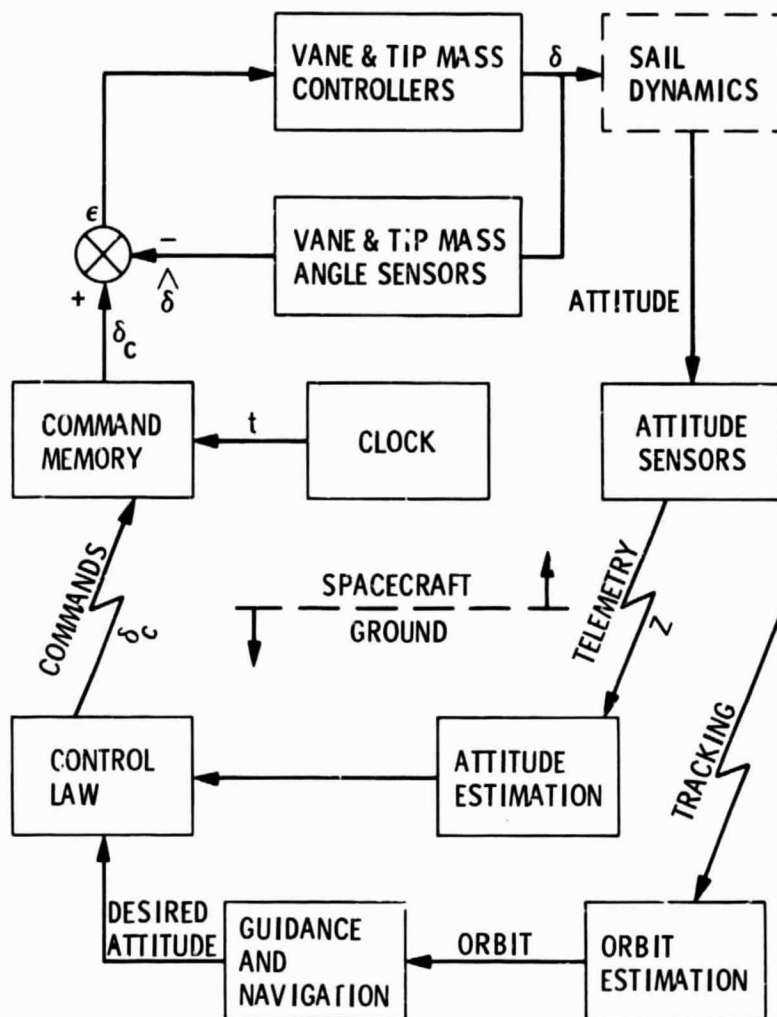 VANE & TIP MASS
CONTROLLERS
δ
SAIL
DYNAMICS
ϵ
−
VANE & TIP MASS
ANGLE SENSORS
+
δ̂
ATTITUDE
δc
COMMAND
MEMORY
t
CLOCK
ATTITUDE
SENSORS
COMMANDS
δc
SPACECRAFT
GROUND
TELEMETRY
Z
CONTROL
LAW
ATTITUDE
ESTIMATION
TRACKING
DESIRED
ATTITUDE
GUIDANCE
AND
NAVIGATION
ORBIT
ORBIT
ESTIMATION